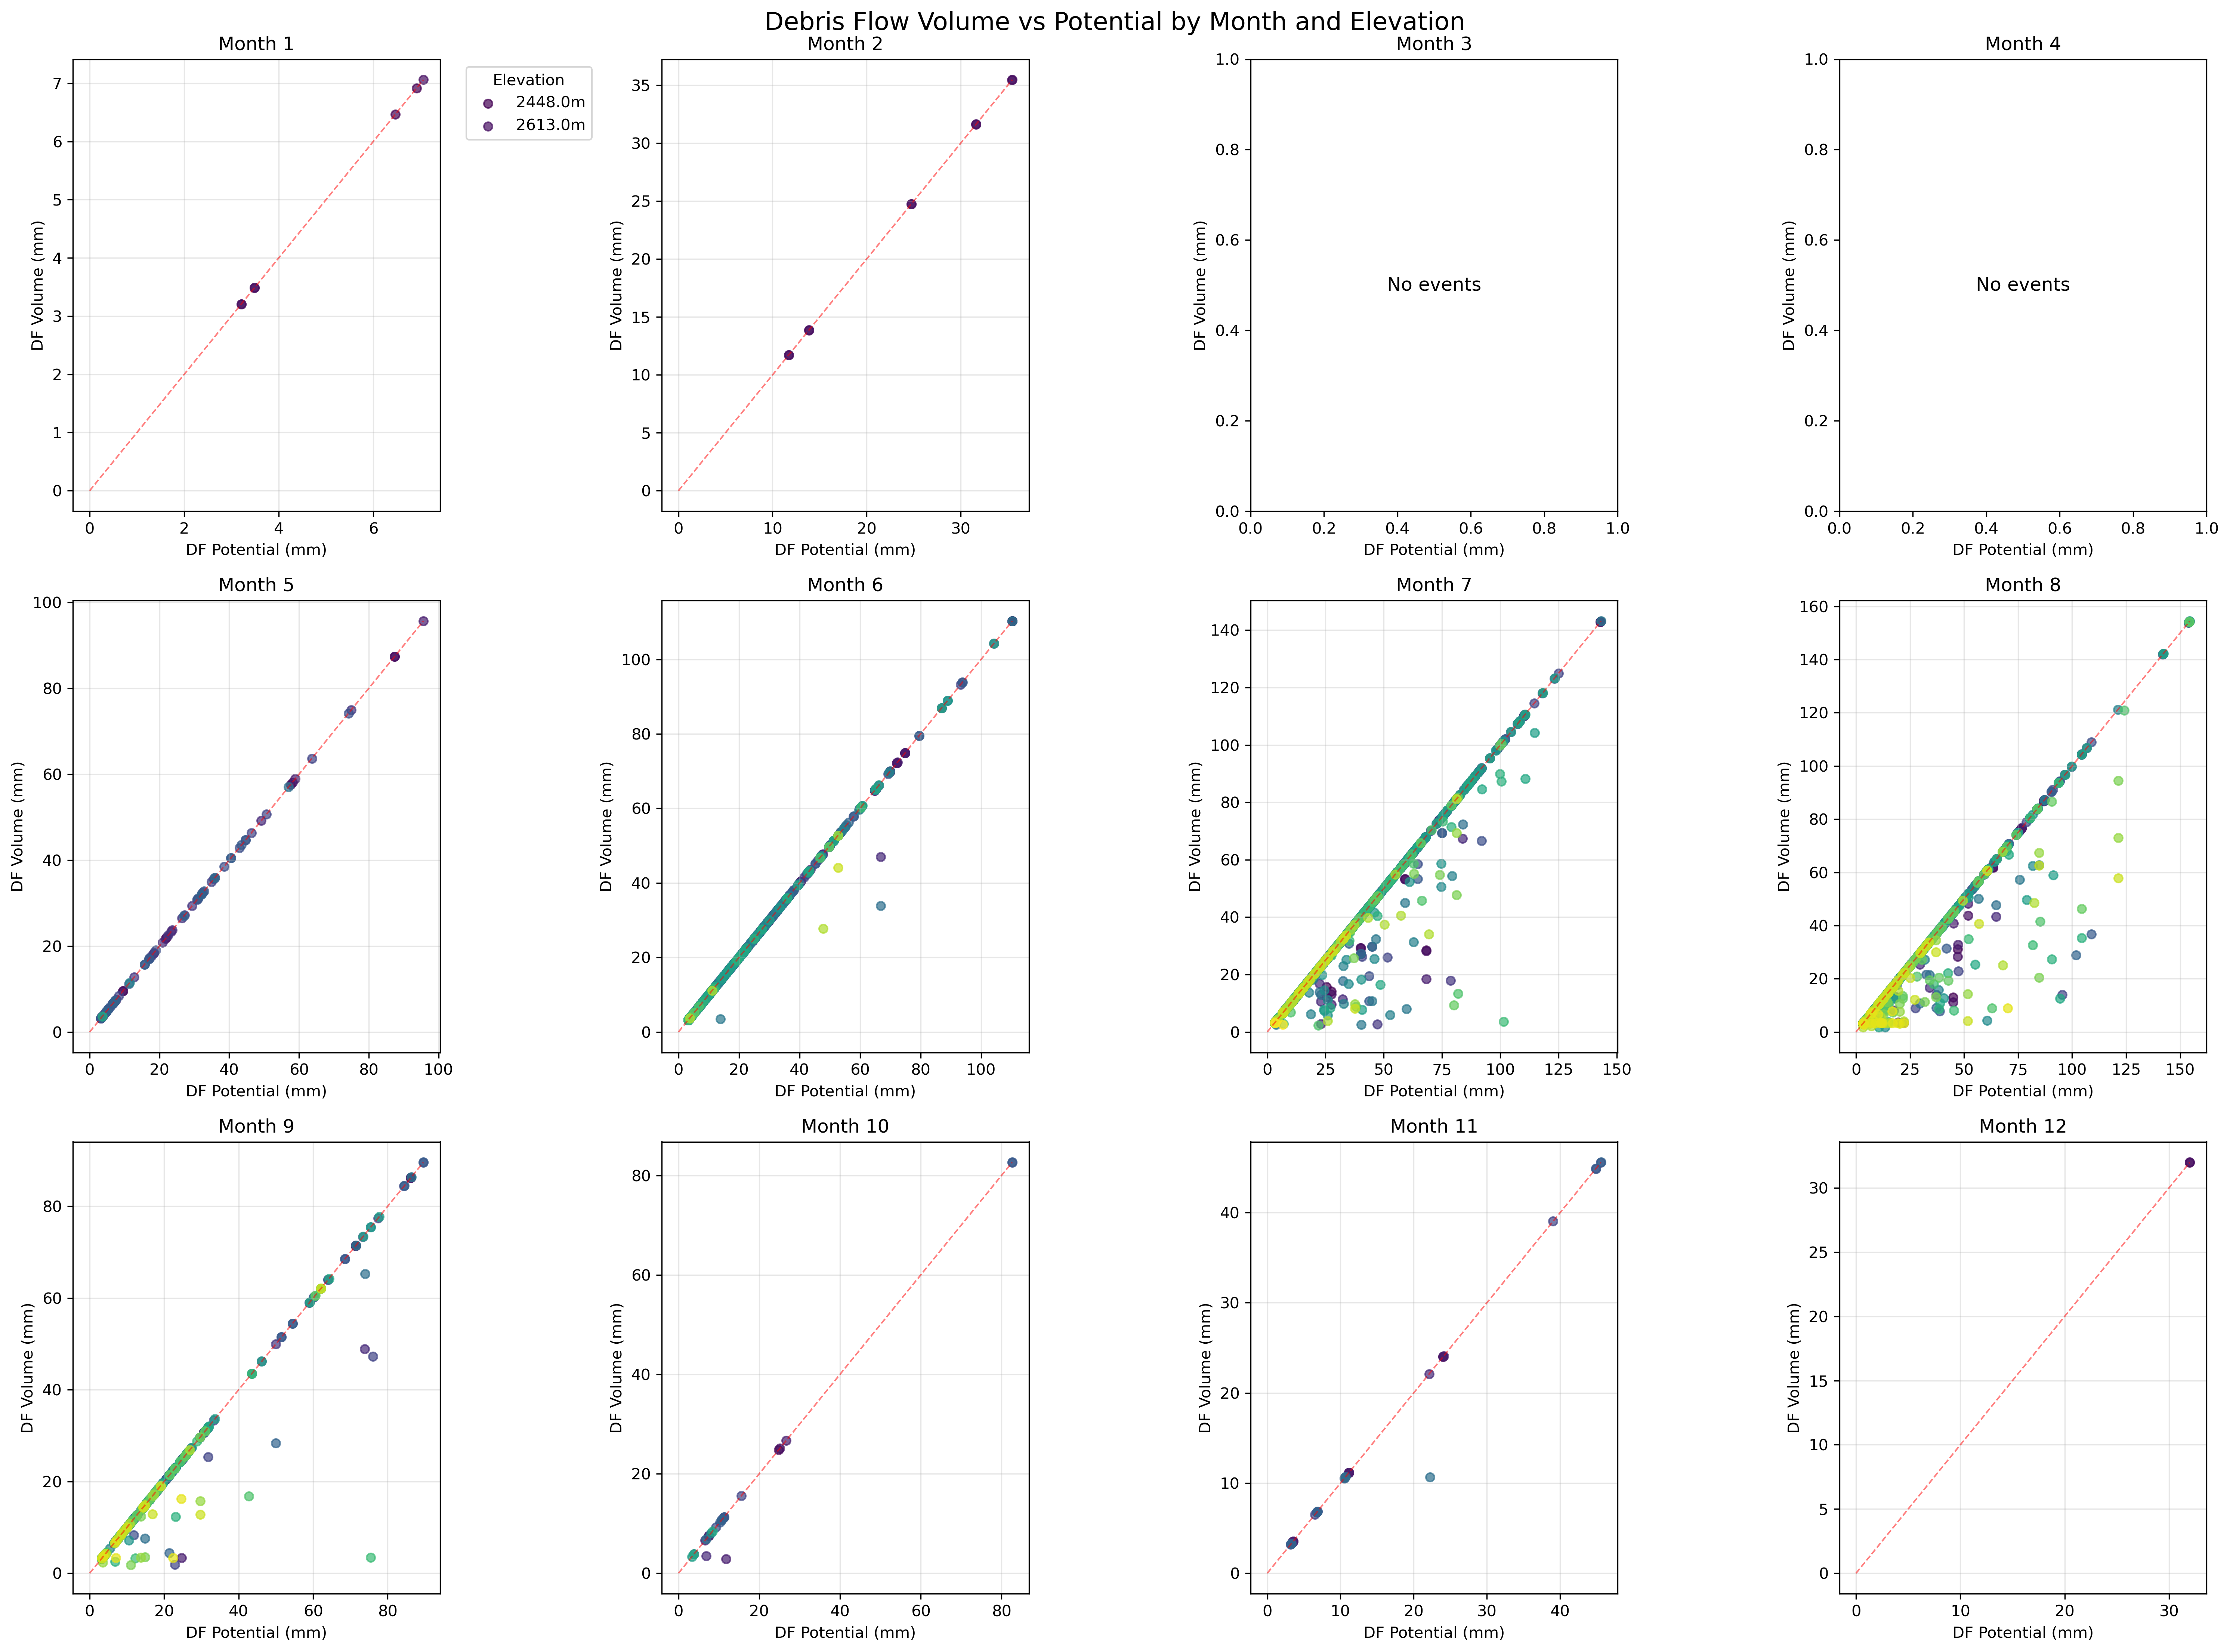 Debris Flow Volume vs Potential by Month and Elevation
Month 1
Month 2
Month 3
Month 4
DF Volume (mm)
7
6
5
4
3
2
1
0
0 2 4 6
DF Potential (mm)
Elevation
2448.0m
2613.0m
DF Volume (mm)
35
30
25
20
15
10
5
0
0 10 20 30
DF Potential (mm)
DF Volume (mm)
1.0
0.8
0.6
0.4
0.2
0.0
No events
0.0 0.2 0.4 0.6 0.8 1.0
DF Potential (mm)
DF Volume (mm)
1.0
0.8
0.6
0.4
0.2
0.0
No events
0.0 0.2 0.4 0.6 0.8 1.0
DF Potential (mm)
Month 5
Month 6
Month 7
Month 8
DF Volume (mm)
100
80
60
40
20
0
0 20 40 60 80 100
DF Potential (mm)
DF Volume (mm)
100
80
60
40
20
0
0 20 40 60 80 100
DF Potential (mm)
DF Volume (mm)
140
120
100
80
60
40
20
0
0 25 50 75 100 125 150
DF Potential (mm)
DF Volume (mm)
160
140
120
100
80
60
40
20
0
0 25 50 75 100 125 150
DF Potential (mm)
Month 9
Month 10
Month 11
Month 12
DF Volume (mm)
80
60
40
20
0
0 20 40 60 80
DF Potential (mm)
DF Volume (mm)
80
60
40
20
0
0 20 40 60 80
DF Potential (mm)
DF Volume (mm)
40
30
20
10
0
0 10 20 30 40
DF Potential (mm)
DF Volume (mm)
30
25
20
15
10
5
0
0 10 20 30
DF Potential (mm)